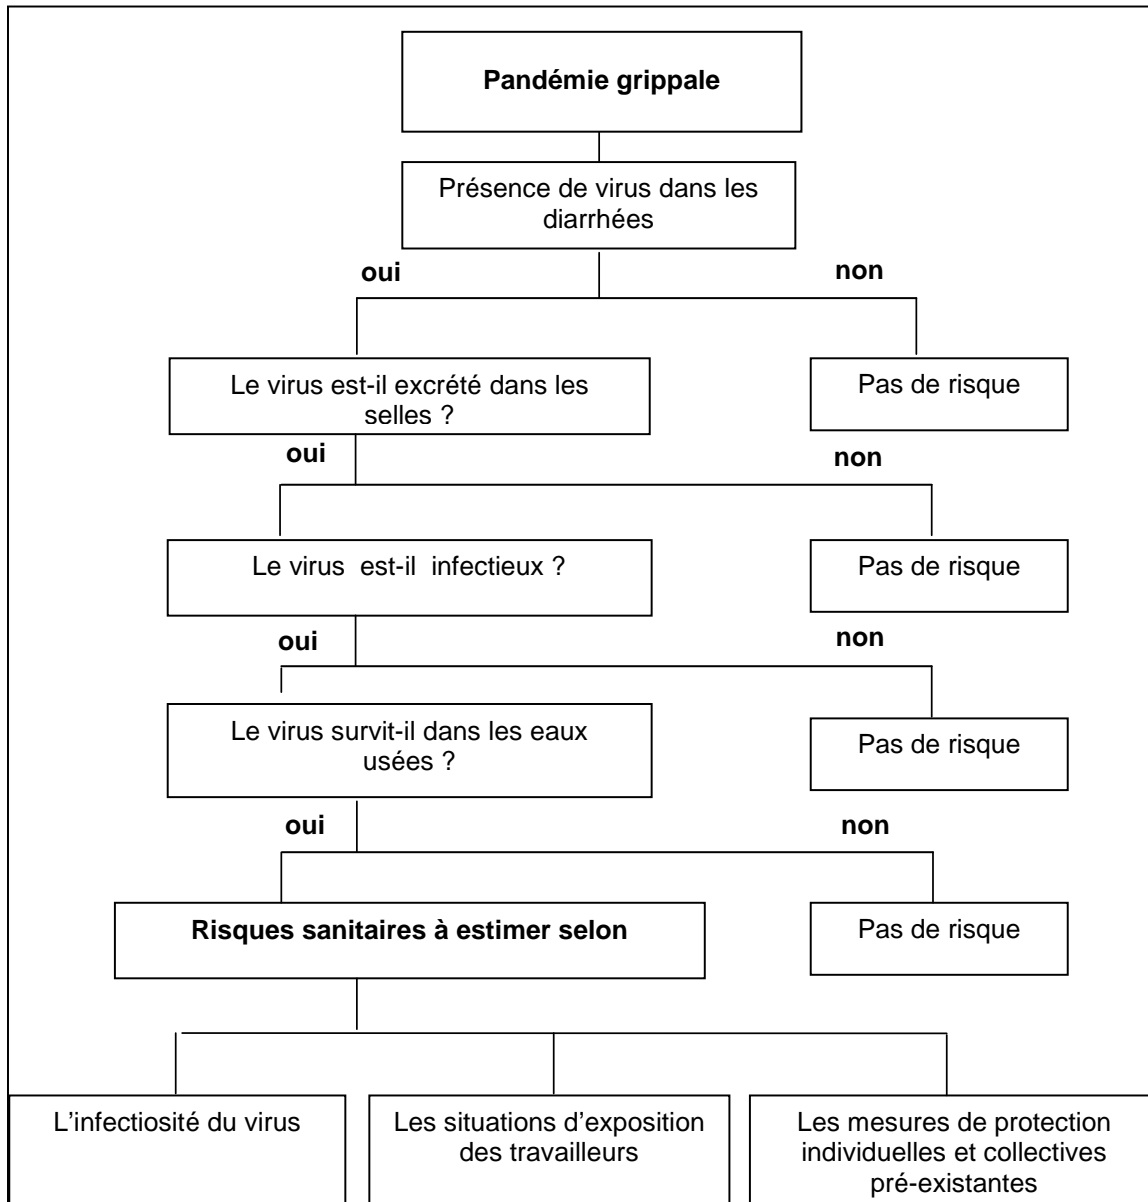 Pandémie grippale
Présence de virus dans les
diarrhées
oui
non
Le virus est-il excrété dans les
selles ?
Pas de risque
oui
non
Le virus est-il infectieux ?
Pas de risque
oui
non
Le virus survit-il dans les eaux
usées ?
Pas de risque
oui
non
Risques sanitaires à estimer selon
Pas de risque
L'infectiosité du virus
Les situations d'exposition
des travailleurs
Les mesures de protection
individuelles et collectives
pré-existantes